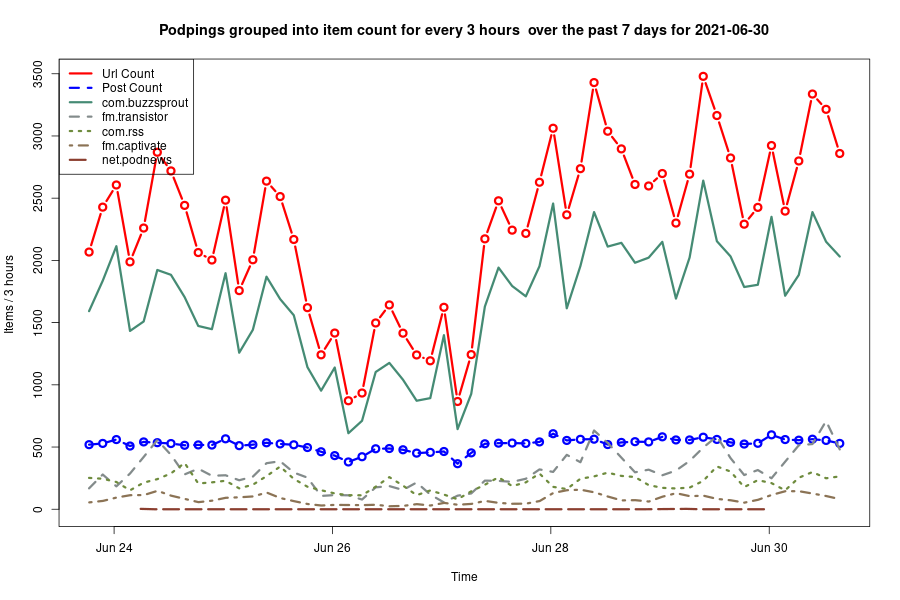 Podpings grouped into item count for every 3 hours  over the past 7 days for 2021-06-30
Url Count
Post Count
com.buzzsprout
fm.transistor
com.rss
fm.captivate
net.podnews
3500
3000
2500
2000
1500
1000
500
0
Items / 3 hours
Jun 24
Jun 26
Jun 28
Jun 30
Time